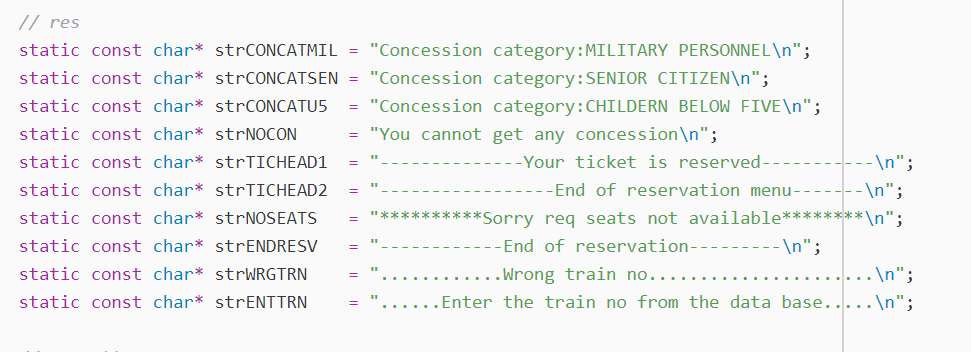 // res
static const char* strCONCATMIL = "Concession category:MILITARY PERSONNEL\n";
static const char* strCONCATSEN = "Concession category:SENIOR CITIZEN\n";
static const char* strCONCATU5  = "Concession category:CHILDERN BELOW FIVE\n";
static const char* strNOCON     = "You cannot get any concession\n";
static const char* strTICHEAD1  = "--------------Your ticket is reserved-----------\n";
static const char* strTICHEAD2  = "-----------------End of reservation menu-------\n";
static const char* strNOSEATS   = "**********Sorry req seats not available********\n";
static const char* strENDRESV   = "------------End of reservation---------\n";
static const char* strWRGTRN    = "............Wrong train no......................\n";
static const char* strENTTRN    = "......Enter the train no from the data base.....\n";